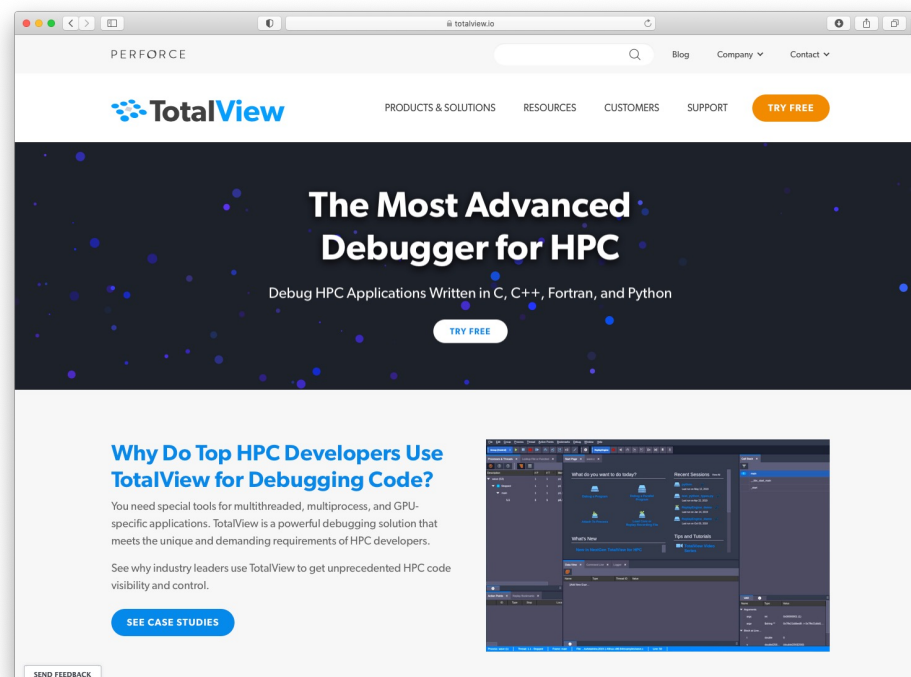 totalview.io
PERFORCE
Blog Company Contact
TotalView
PRODUCTS & SOLUTIONS RESOURCES CUSTOMERS SUPPORT TRY FREE
The Most Advanced
Debugger for HPC
Debug HPC Applications Written in C, C++, Fortran, and Python
TRY FREE
Why Do Top HPC Developers Use
TotalView for Debugging Code?
You need special tools for multithreaded, multiprocess, and GPU-
specific applications. TotalView is a powerful debugging solution that
meets the unique and demanding requirements of HPC developers.
See why industry leaders use TotalView to get unprecedented HPC code
visibility and control.
SEE CASE STUDIES
What do you want to do today?
Recent Sessions
What's New
Tips and Tutorials
SEND FEEDBACK